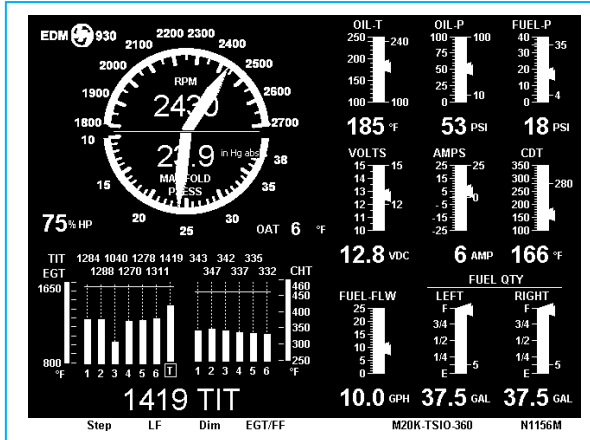 EDM 930
RPM
2430
1800 1900 2000 2100 2200 2300 2400 2500 2600 2700
23.9 in Hg abs
MANIFOLD
PRESS
10 15 20 25 30 35 38
75% HP
OAT 6 °F
OIL-T OIL-P FUEL-P
250 240 100 100 40 35
200 75 30
50 20
150 25 10
100 100 0 10 0 4
185 °F 53 PSI 18 PSI
VOLTS AMPS CDT
15 15 25 25 350
14 15 300 280
13 5 0 250
12 12 -5 200
11 -15 150
10 -25 100
12.8 VDC 6 AMP 166 °F
TIT 1284 1040 1278 1419 343 342 335
EGT 1288 1270 1311 347 337 332 CHT
1650 460
450
400
350
300
800 250
°F 1 2 3 4 5 6 T 1 2 3 4 5 6 °F
1419 TIT
FUEL QTY
FUEL-FLW LEFT RIGHT
25 F F
20 3/4 3/4
15 1/2 1/2
10 1/4 5 1/4 5
5 E E
0
10.0 GPH 37.5 GAL 37.5 GAL
Step LF Dim EGT/FF M20K-TSIO-360 N1156M